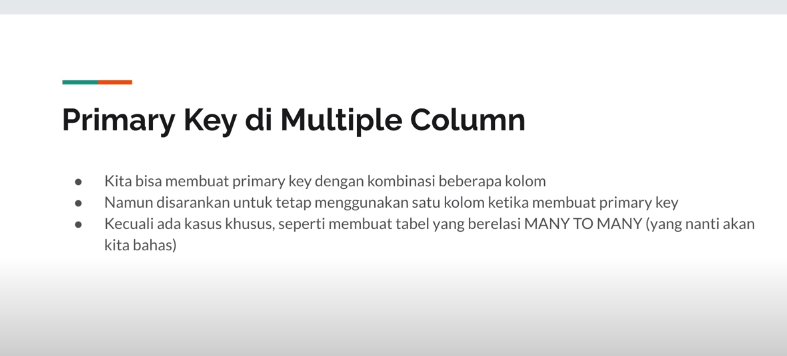 Primary Key di Multiple Column
● Kita bisa membuat primary key dengan kombinasi beberapa kolom
● Namun disarankan untuk tetap menggunakan satu kolom ketika membuat primary key
● Kecuali ada kasus khusus, seperti membuat tabel yang berelasi MANY TO MANY (yang nanti akan
kita bahas)